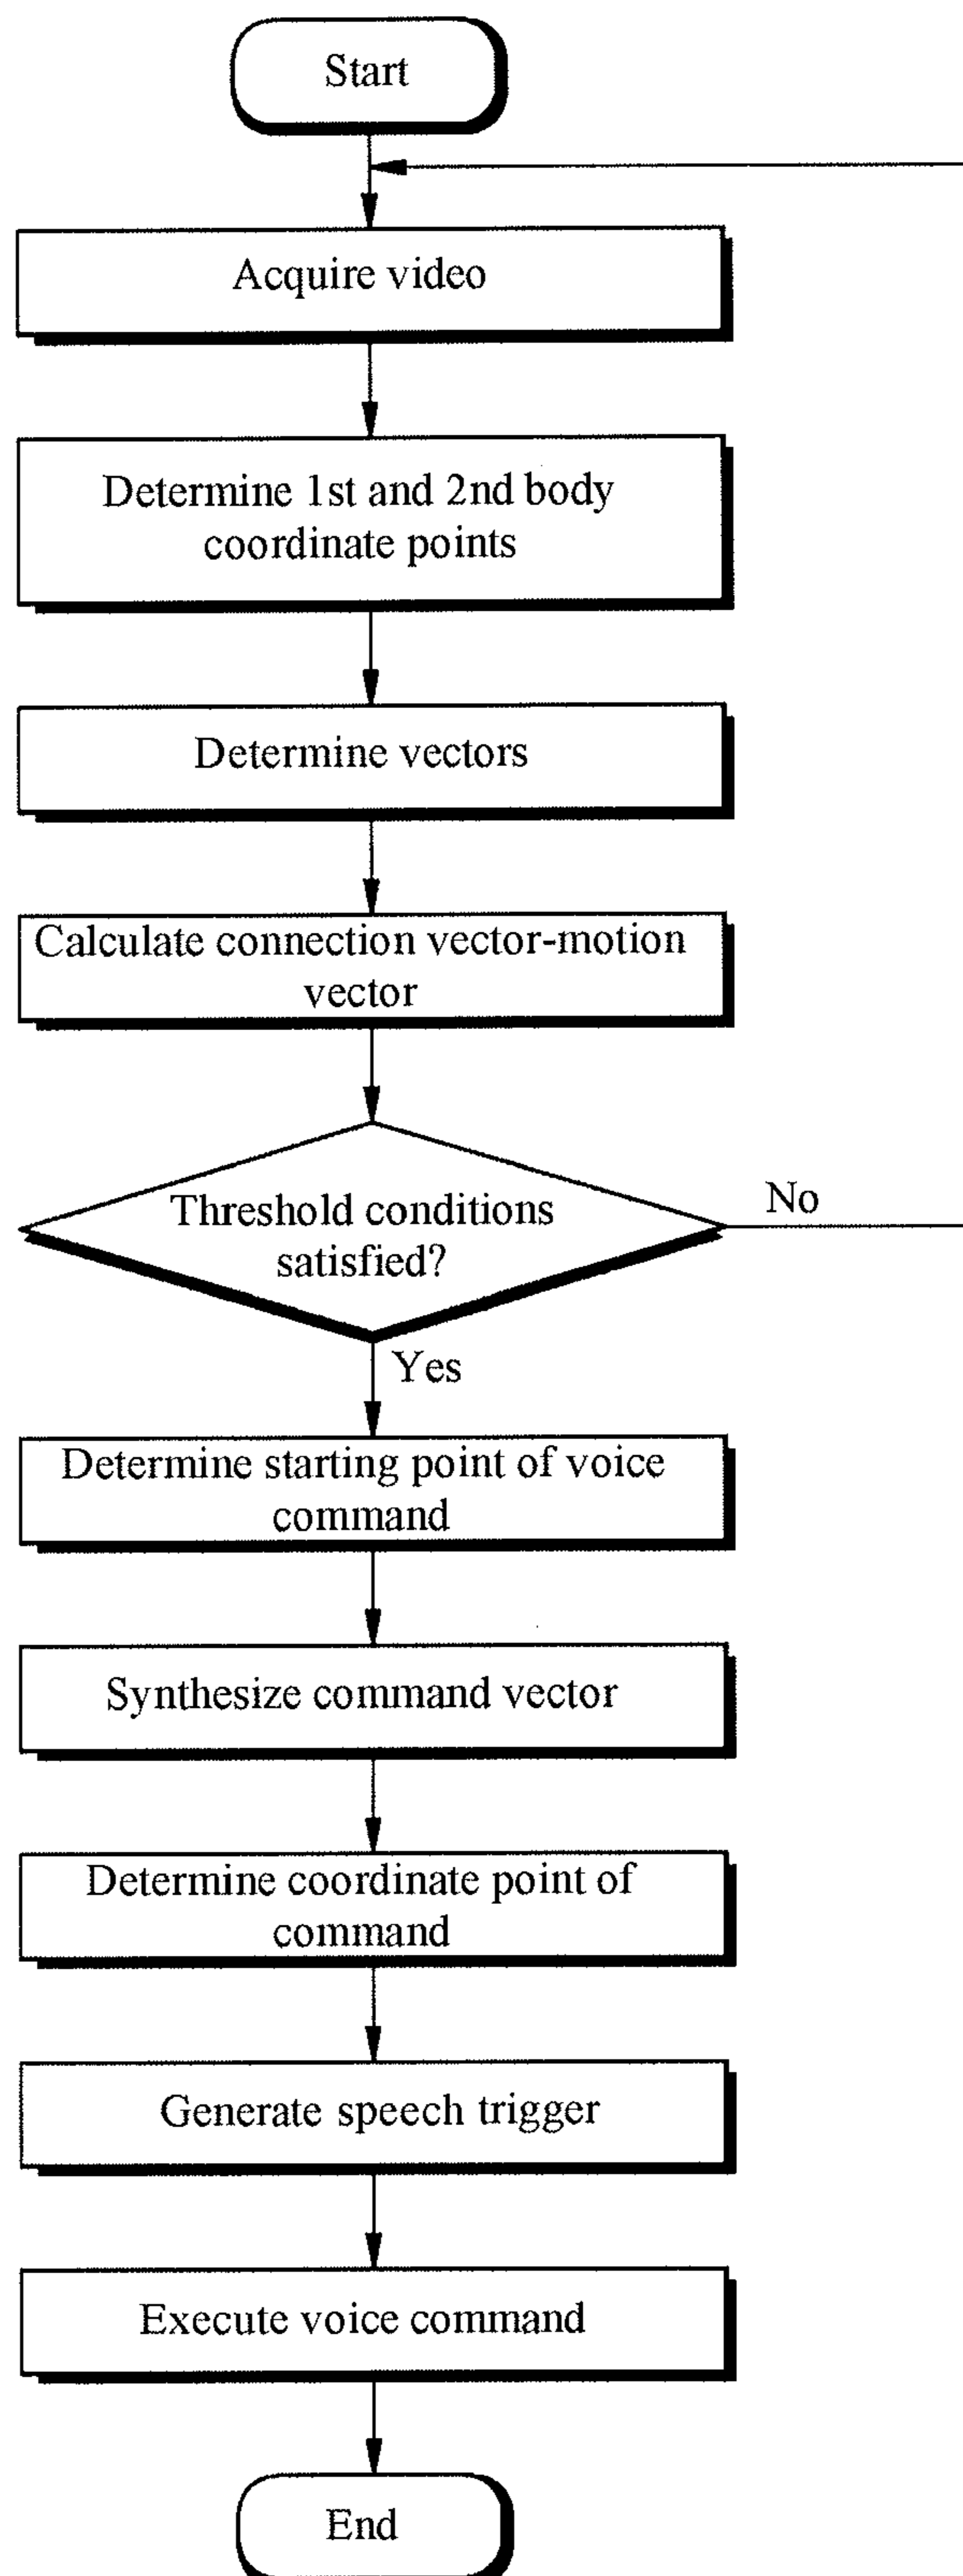 Start
Acquire video
Determine 1st and 2nd body
coordinate points
Determine vectors
Calculate connection vector-motion
vector
Threshold conditions
satisfied?
No
Yes
Determine starting point of voice
command
Synthesize command vector
Determine coordinate point of
command
Generate speech trigger
Execute voice command
End